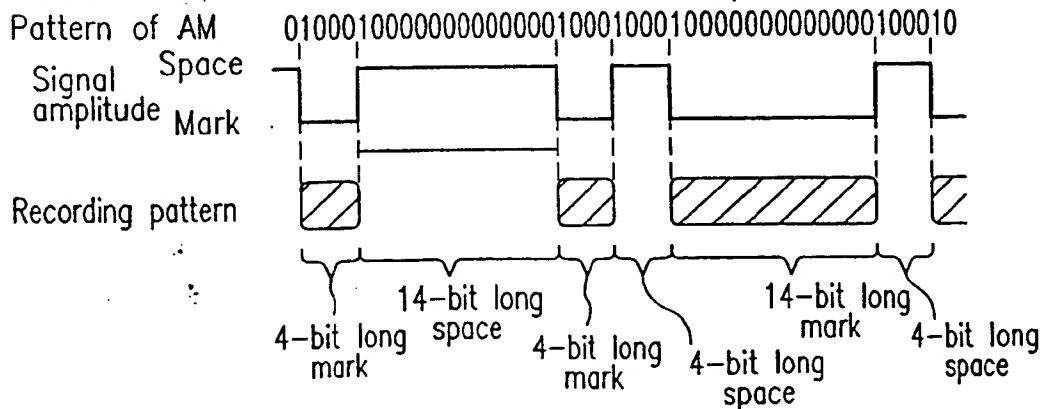 Pattern of AM 01000100000000000001000100010000000000000100010
Signal amplitude
Space
Mark
Recording pattern
4-bit long mark
14-bit long space
4-bit long mark
4-bit long space
14-bit long mark
4-bit long space